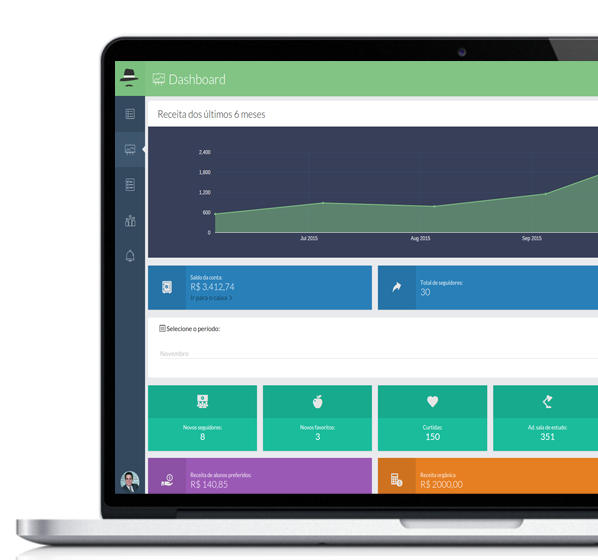 Dashboard
Receita dos últimos 6 meses
2,400
1,800
1,200
600
0
Jul 2015
Aug 2015
Sep 2015
Saldo da conta:
R$ 3.412,74
Ir para o caixa >
Total de seguidores:
30
Selecione o período:
Novembro
Novos seguidores:
8
Novos favoritos:
3
Curtidas:
150
Ad. sala de estudo:
351
Receita de alunos preferidos:
R$ 140,85
Receita orgânica:
R$ 2000,00